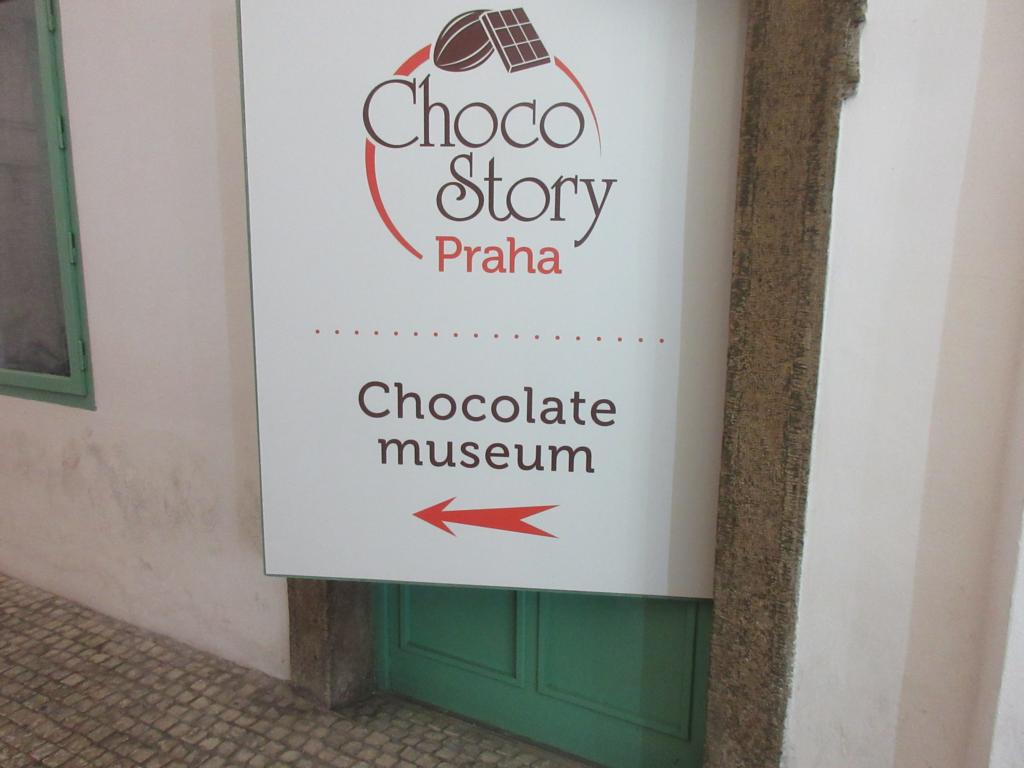 Choco
Story
Praha
Chocolate
museum